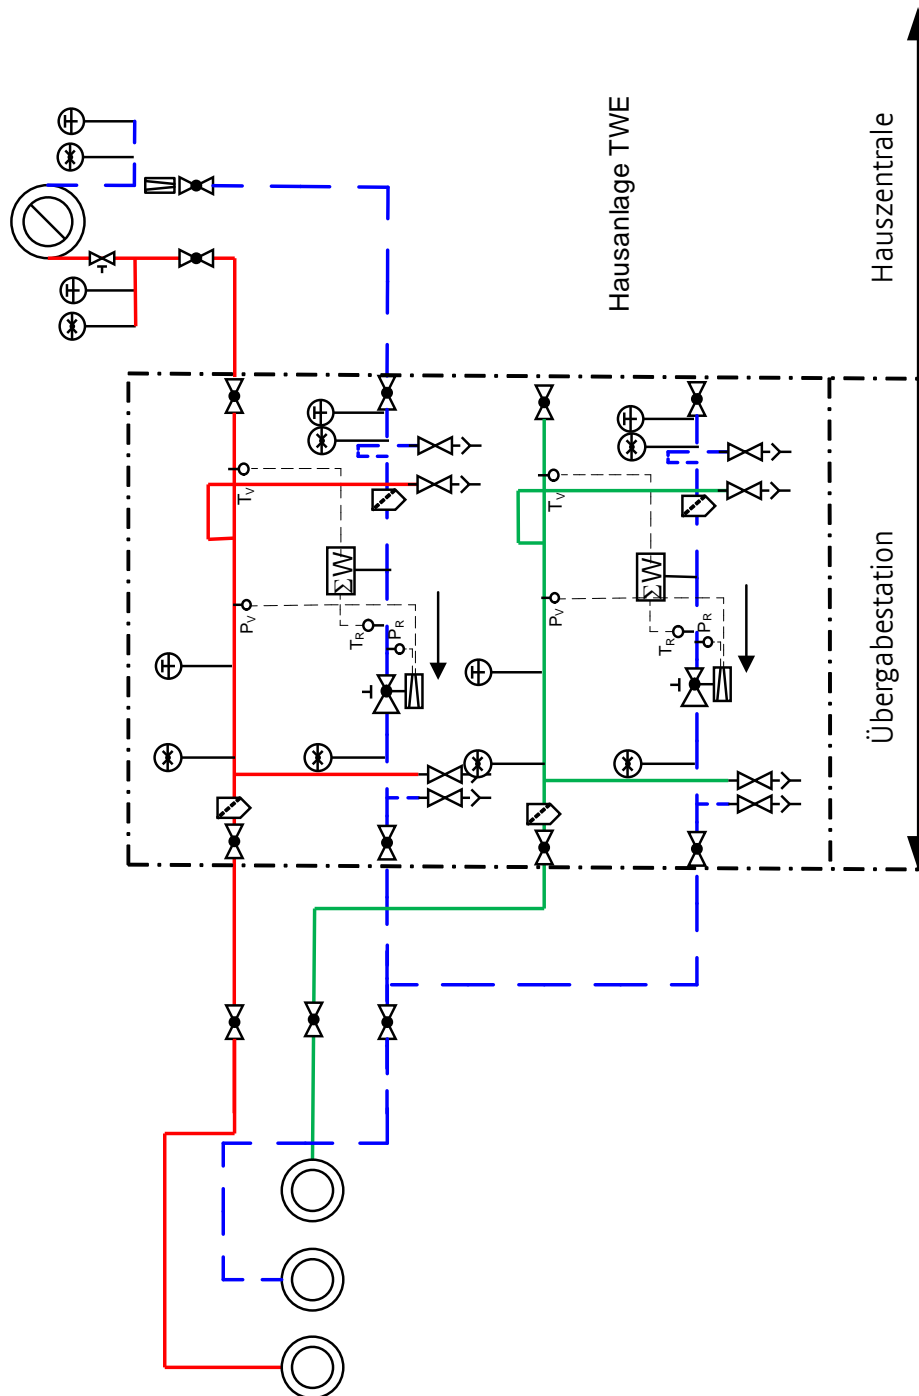 P_V
T_V
ΣW
T_R
P_R
P_V
T_V
Hausanlage TWE
ΣW
T_R
P_R
Übergabestation
Hauszentrale